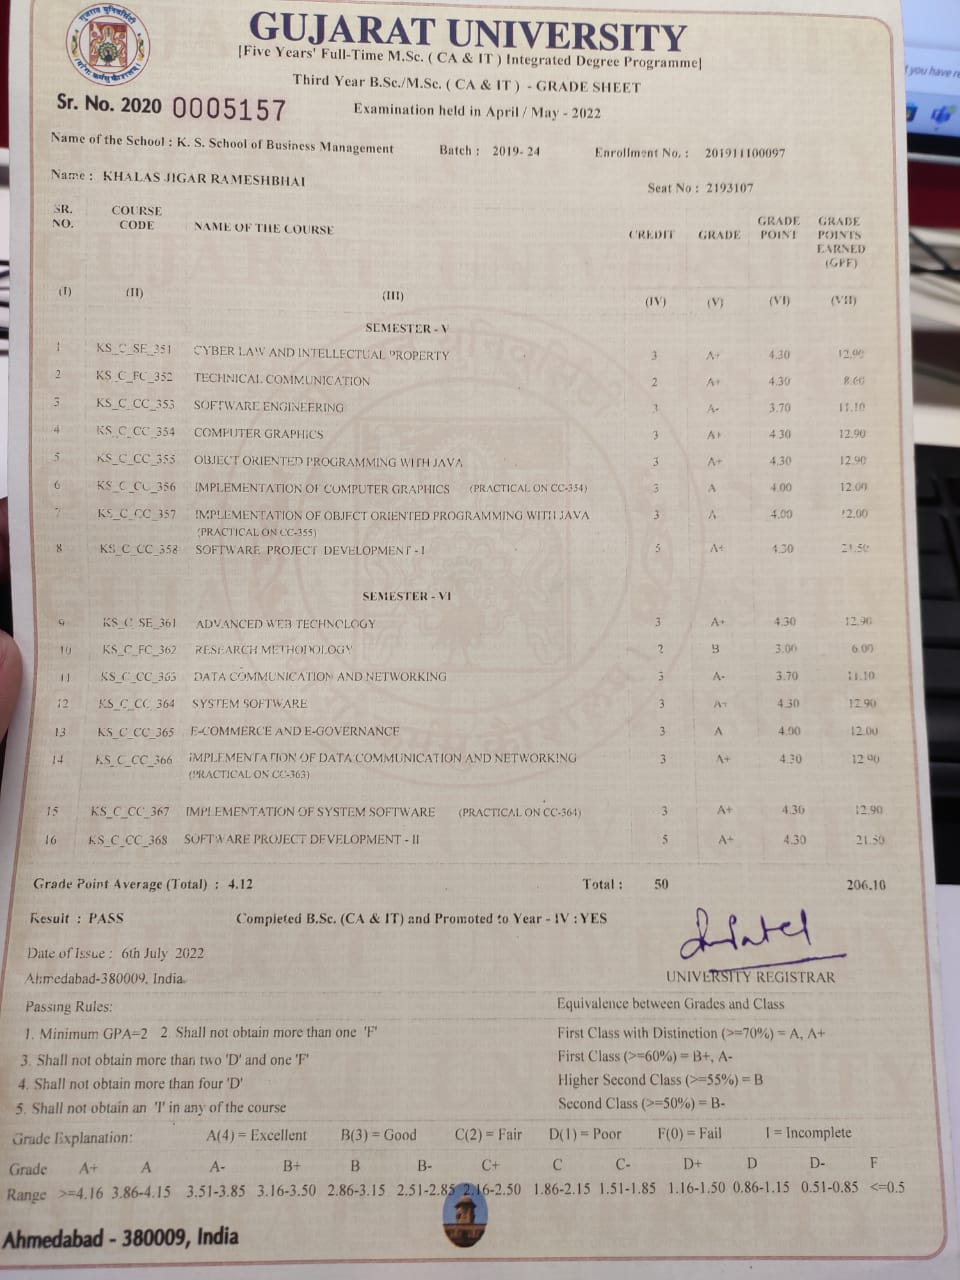 GUJARAT UNIVERSITY
[Five Years' Full-Time M.Sc. ( CA & IT ) Integrated Degree Programme]
Third Year B.Sc./M.Sc. ( CA & IT ) - GRADE SHEET
Sr. No. 2020 0005157
Examination held in April / May - 2022
Name of the School : K. S. School of Business Management Batch : 2019- 24 Enrollment No. : 201911100097
Name : KHALAS JIGAR RAMESHBHAI
Seat No : 2193107
SR. NO. COURSE CODE NAME OF THE COURSE CREDIT GRADE GRADE POINT GRADE POINTS EARNED (GPF)
(I) (II) (III) (IV) (V) (VI) (VII)
SEMESTER - V
1 KS_C_SE_351 CYBER LAW AND INTELLECTUAL PROPERTY 3 A+ 4.30 12.90
2 KS_C_FC_352 TECHNICAL COMMUNICATION 2 A+ 4.30 8.60
3 KS_C_CC_353 SOFTWARE ENGINEERING 3 A- 3.70 11.10
4 KS_C_CC_354 COMPUTER GRAPHICS 3 A+ 4.30 12.90
5 KS_C_CC_355 OBJECT ORIENTED PROGRAMMING WITH JAVA 3 A+ 4.30 12.90
6 KS_C_CC_356 IMPLEMENTATION OF COMPUTER GRAPHICS (PRACTICAL ON CC-354) 3 A 4.00 12.00
7 KS_C_CC_357 IMPLEMENTATION OF OBJECT ORIENTED PROGRAMMING WITH JAVA 3 A 4.00 12.00
(PRACTICAL ON CC-355)
8 KS_C_CC_358 SOFTWARE PROJECT DEVELOPMENT - I 5 A+ 4.30 21.50
SEMESTER - VI
9 KS_C_SE_361 ADVANCED WEB TECHNOLOGY 3 A+ 4.30 12.90
10 KS_C_FC_362 RESEARCH METHODOLOGY 2 B 3.00 6.00
11 KS_C_CC_363 DATA COMMUNICATION AND NETWORKING 3 A- 3.70 11.10
12 KS_C_CC_364 SYSTEM SOFTWARE 3 A+ 4.30 12.90
13 KS_C_CC_365 E-COMMERCE AND E-GOVERNANCE 3 A 4.00 12.00
14 KS_C_CC_366 IMPLEMENTATION OF DATA COMMUNICATION AND NETWORKING 3 A+ 4.30 12.90
(PRACTICAL ON CC-363)
15 KS_C_CC_367 IMPLEMENTATION OF SYSTEM SOFTWARE (PRACTICAL ON CC-364) 3 A+ 4.30 12.90
16 KS_C_CC_368 SOFTWARE PROJECT DEVELOPMENT - II 5 A+ 4.30 21.50
Grade Point Average (Total) : 4.12 Total : 50 206.10
Result : PASS Completed B.Sc. (CA & IT) and Promoted to Year - IV : YES
Date of Issue : 6th July 2022
Ahmedabad-380009, India.
UNIVERSITY REGISTRAR
Passing Rules: Equivalence between Grades and Class
1. Minimum GPA=2 2. Shall not obtain more than one 'F' First Class with Distinction (>=70%) = A, A+
3. Shall not obtain more than two 'D' and one 'F' First Class (>=60%) = B+, A-
4. Shall not obtain more than four 'D' Higher Second Class (>=55%) = B
5. Shall not obtain an 'I' in any of the course Second Class (>=50%) = B-
Grade Explanation: A(4) = Excellent B(3) = Good C(2) = Fair D(1) = Poor F(0) = Fail I = Incomplete
Grade A+ A A- B+ B B- C+ C C- D+ D D- F
Range >=4.16 3.86-4.15 3.51-3.85 3.16-3.50 2.86-3.15 2.51-2.85 2.16-2.50 1.86-2.15 1.51-1.85 1.16-1.50 0.86-1.15 0.51-0.85 <=0.5
Ahmedabad - 380009, India